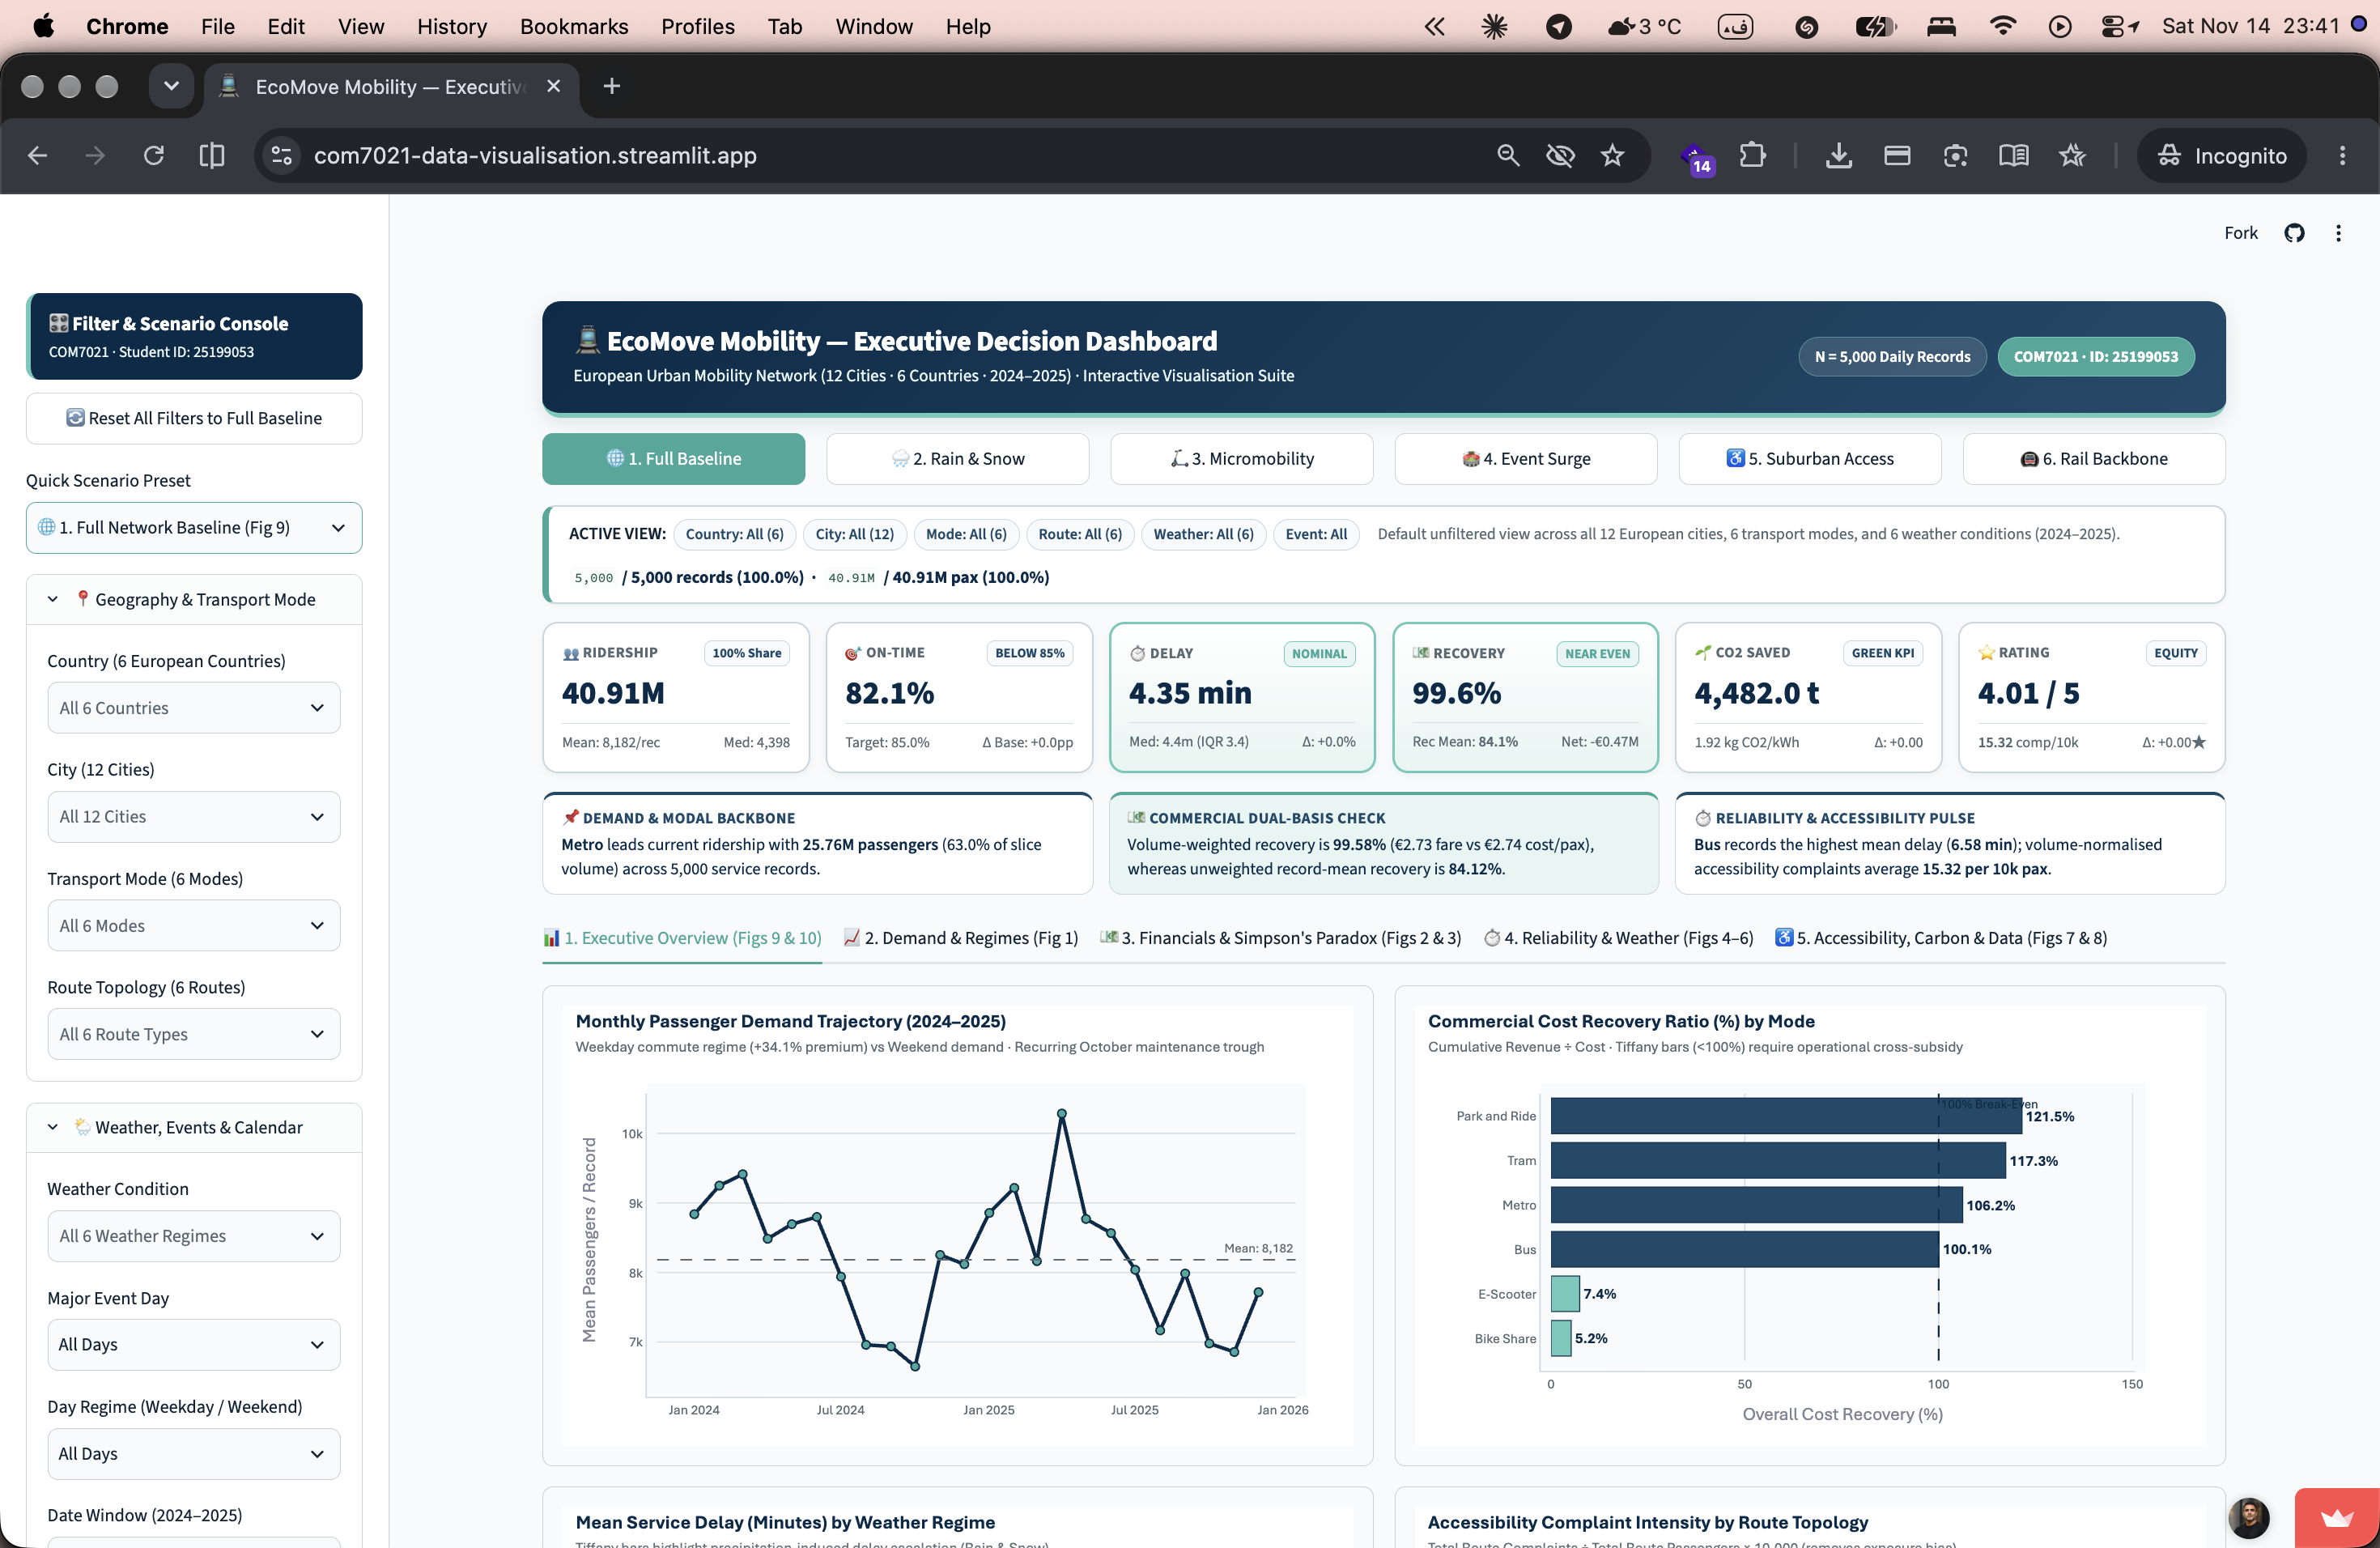 Chrome File Edit View History Bookmarks Profiles Tab Window Help
3 °C ف Sat Nov 14 23:41
EcoMove Mobility — Executiv
com7021-data-visualisation.streamlit.app
14
Incognito
Fork
Filter & Scenario Console
COM7021 · Student ID: 25199053
Reset All Filters to Full Baseline
Quick Scenario Preset
1. Full Network Baseline (Fig 9)
Geography & Transport Mode
Country (6 European Countries)
All 6 Countries
City (12 Cities)
All 12 Cities
Transport Mode (6 Modes)
All 6 Modes
Route Topology (6 Routes)
All 6 Route Types
Weather, Events & Calendar
Weather Condition
All 6 Weather Regimes
Major Event Day
All Days
Day Regime (Weekday / Weekend)
All Days
Date Window (2024–2025)
EcoMove Mobility — Executive Decision Dashboard
European Urban Mobility Network (12 Cities · 6 Countries · 2024–2025) · Interactive Visualisation Suite
N = 5,000 Daily Records
COM7021 · ID: 25199053
1. Full Baseline
2. Rain & Snow
3. Micromobility
4. Event Surge
5. Suburban Access
6. Rail Backbone
ACTIVE VIEW: Country: All (6) City: All (12) Mode: All (6) Route: All (6) Weather: All (6) Event: All Default unfiltered view across all 12 European cities, 6 transport modes, and 6 weather conditions (2024–2025).
5,000 / 5,000 records (100.0%) · 40.91M / 40.91M pax (100.0%)
RIDERSHIP 100% Share
40.91M
Mean: 8,182/rec Med: 4,398
ON-TIME BELOW 85%
82.1%
Target: 85.0% Δ Base: +0.0pp
DELAY NOMINAL
4.35 min
Med: 4.4m (IQR 3.4) Δ: +0.0%
RECOVERY NEAR EVEN
99.6%
Rec Mean: 84.1% Net: -€0.47M
CO2 SAVED GREEN KPI
4,482.0 t
1.92 kg CO2/kWh Δ: +0.00
RATING EQUITY
4.01 / 5
15.32 comp/10k Δ: +0.00★
DEMAND & MODAL BACKBONE
Metro leads current ridership with 25.76M passengers (63.0% of slice
volume) across 5,000 service records.
COMMERCIAL DUAL-BASIS CHECK
Volume-weighted recovery is 99.58% (€2.73 fare vs €2.74 cost/pax),
whereas unweighted record-mean recovery is 84.12%.
RELIABILITY & ACCESSIBILITY PULSE
Bus records the highest mean delay (6.58 min); volume-normalised
accessibility complaints average 15.32 per 10k pax.
1. Executive Overview (Figs 9 & 10)
2. Demand & Regimes (Fig 1)
3. Financials & Simpson's Paradox (Figs 2 & 3)
4. Reliability & Weather (Figs 4–6)
5. Accessibility, Carbon & Data (Figs 7 & 8)
Monthly Passenger Demand Trajectory (2024–2025)
Weekday commute regime (+34.1% premium) vs Weekend demand · Recurring October maintenance trough
Mean Passengers / Record
10k
9k
8k
7k
Mean: 8,182
Jan 2024 Jul 2024 Jan 2025 Jul 2025 Jan 2026
Commercial Cost Recovery Ratio (%) by Mode
Cumulative Revenue ÷ Cost · Tiffany bars (<100%) require operational cross-subsidy
100% Break-Even
Park and Ride 121.5%
Tram 117.3%
Metro 106.2%
Bus 100.1%
E-Scooter 7.4%
Bike Share 5.2%
0 50 100 150
Overall Cost Recovery (%)
Mean Service Delay (Minutes) by Weather Regime
Tiffany bars highlight precipitation-induced delay escalation (Rain & Snow)
Accessibility Complaint Intensity by Route Topology
Total Route Complaints ÷ Total Route Passengers × 10,000 (removes exposure bias)